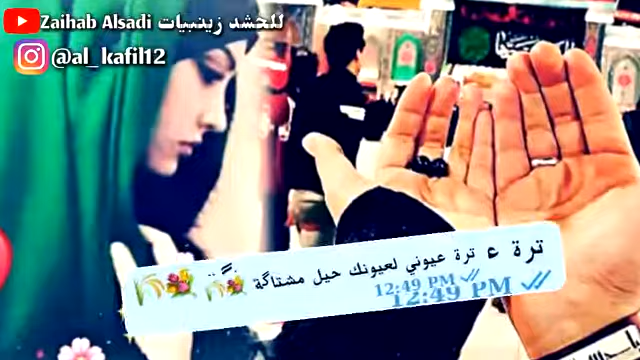 Zaihab Alsadi للحشد زينبيات
@al_kafil12
ترة ء ترة عيوني لعيونك حيل مشتاگة
12:49 PM
12:49 PM